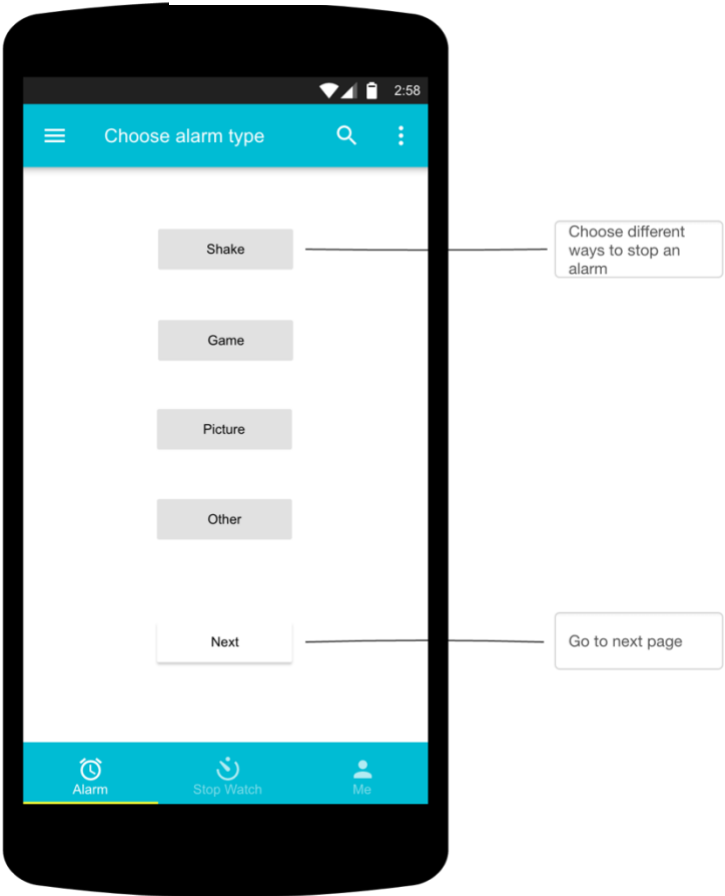 2:58
Choose alarm type
Shake
Choose different
ways to stop an
alarm
Game
Picture
Other
Next
Go to next page
Alarm
Stop Watch
Me